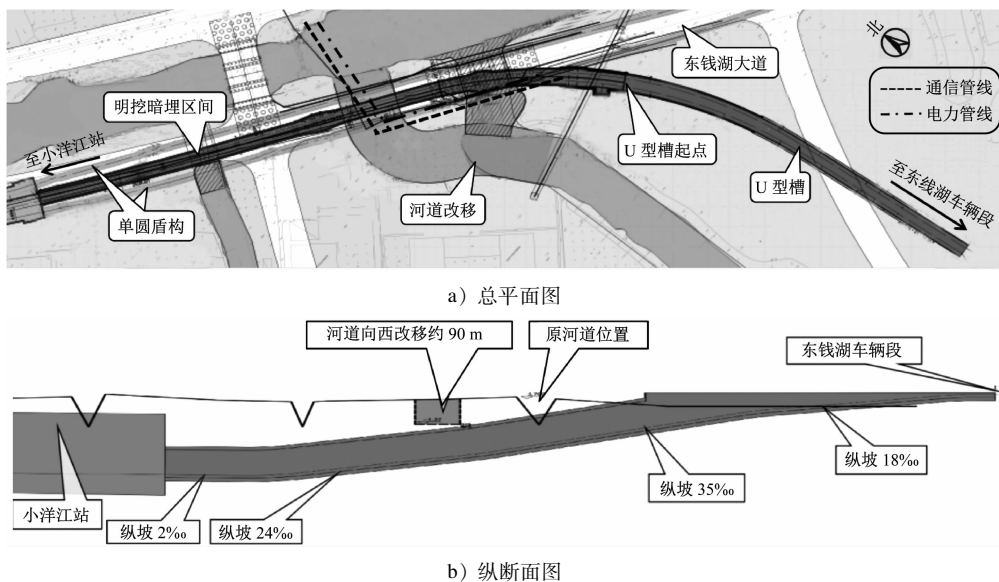 北
东钱湖大道
通信管线
电力管线
明挖暗埋区间
至小洋江站
U 型槽起点
U 型槽
至东线湖车辆段
单圆盾构
河道改移
a）总平面图
河道向西改移约 90 m
原河道位置
东钱湖车辆段
纵坡 18‰
纵坡 35‰
小洋江站
纵坡 2‰
纵坡 24‰
b）纵断面图